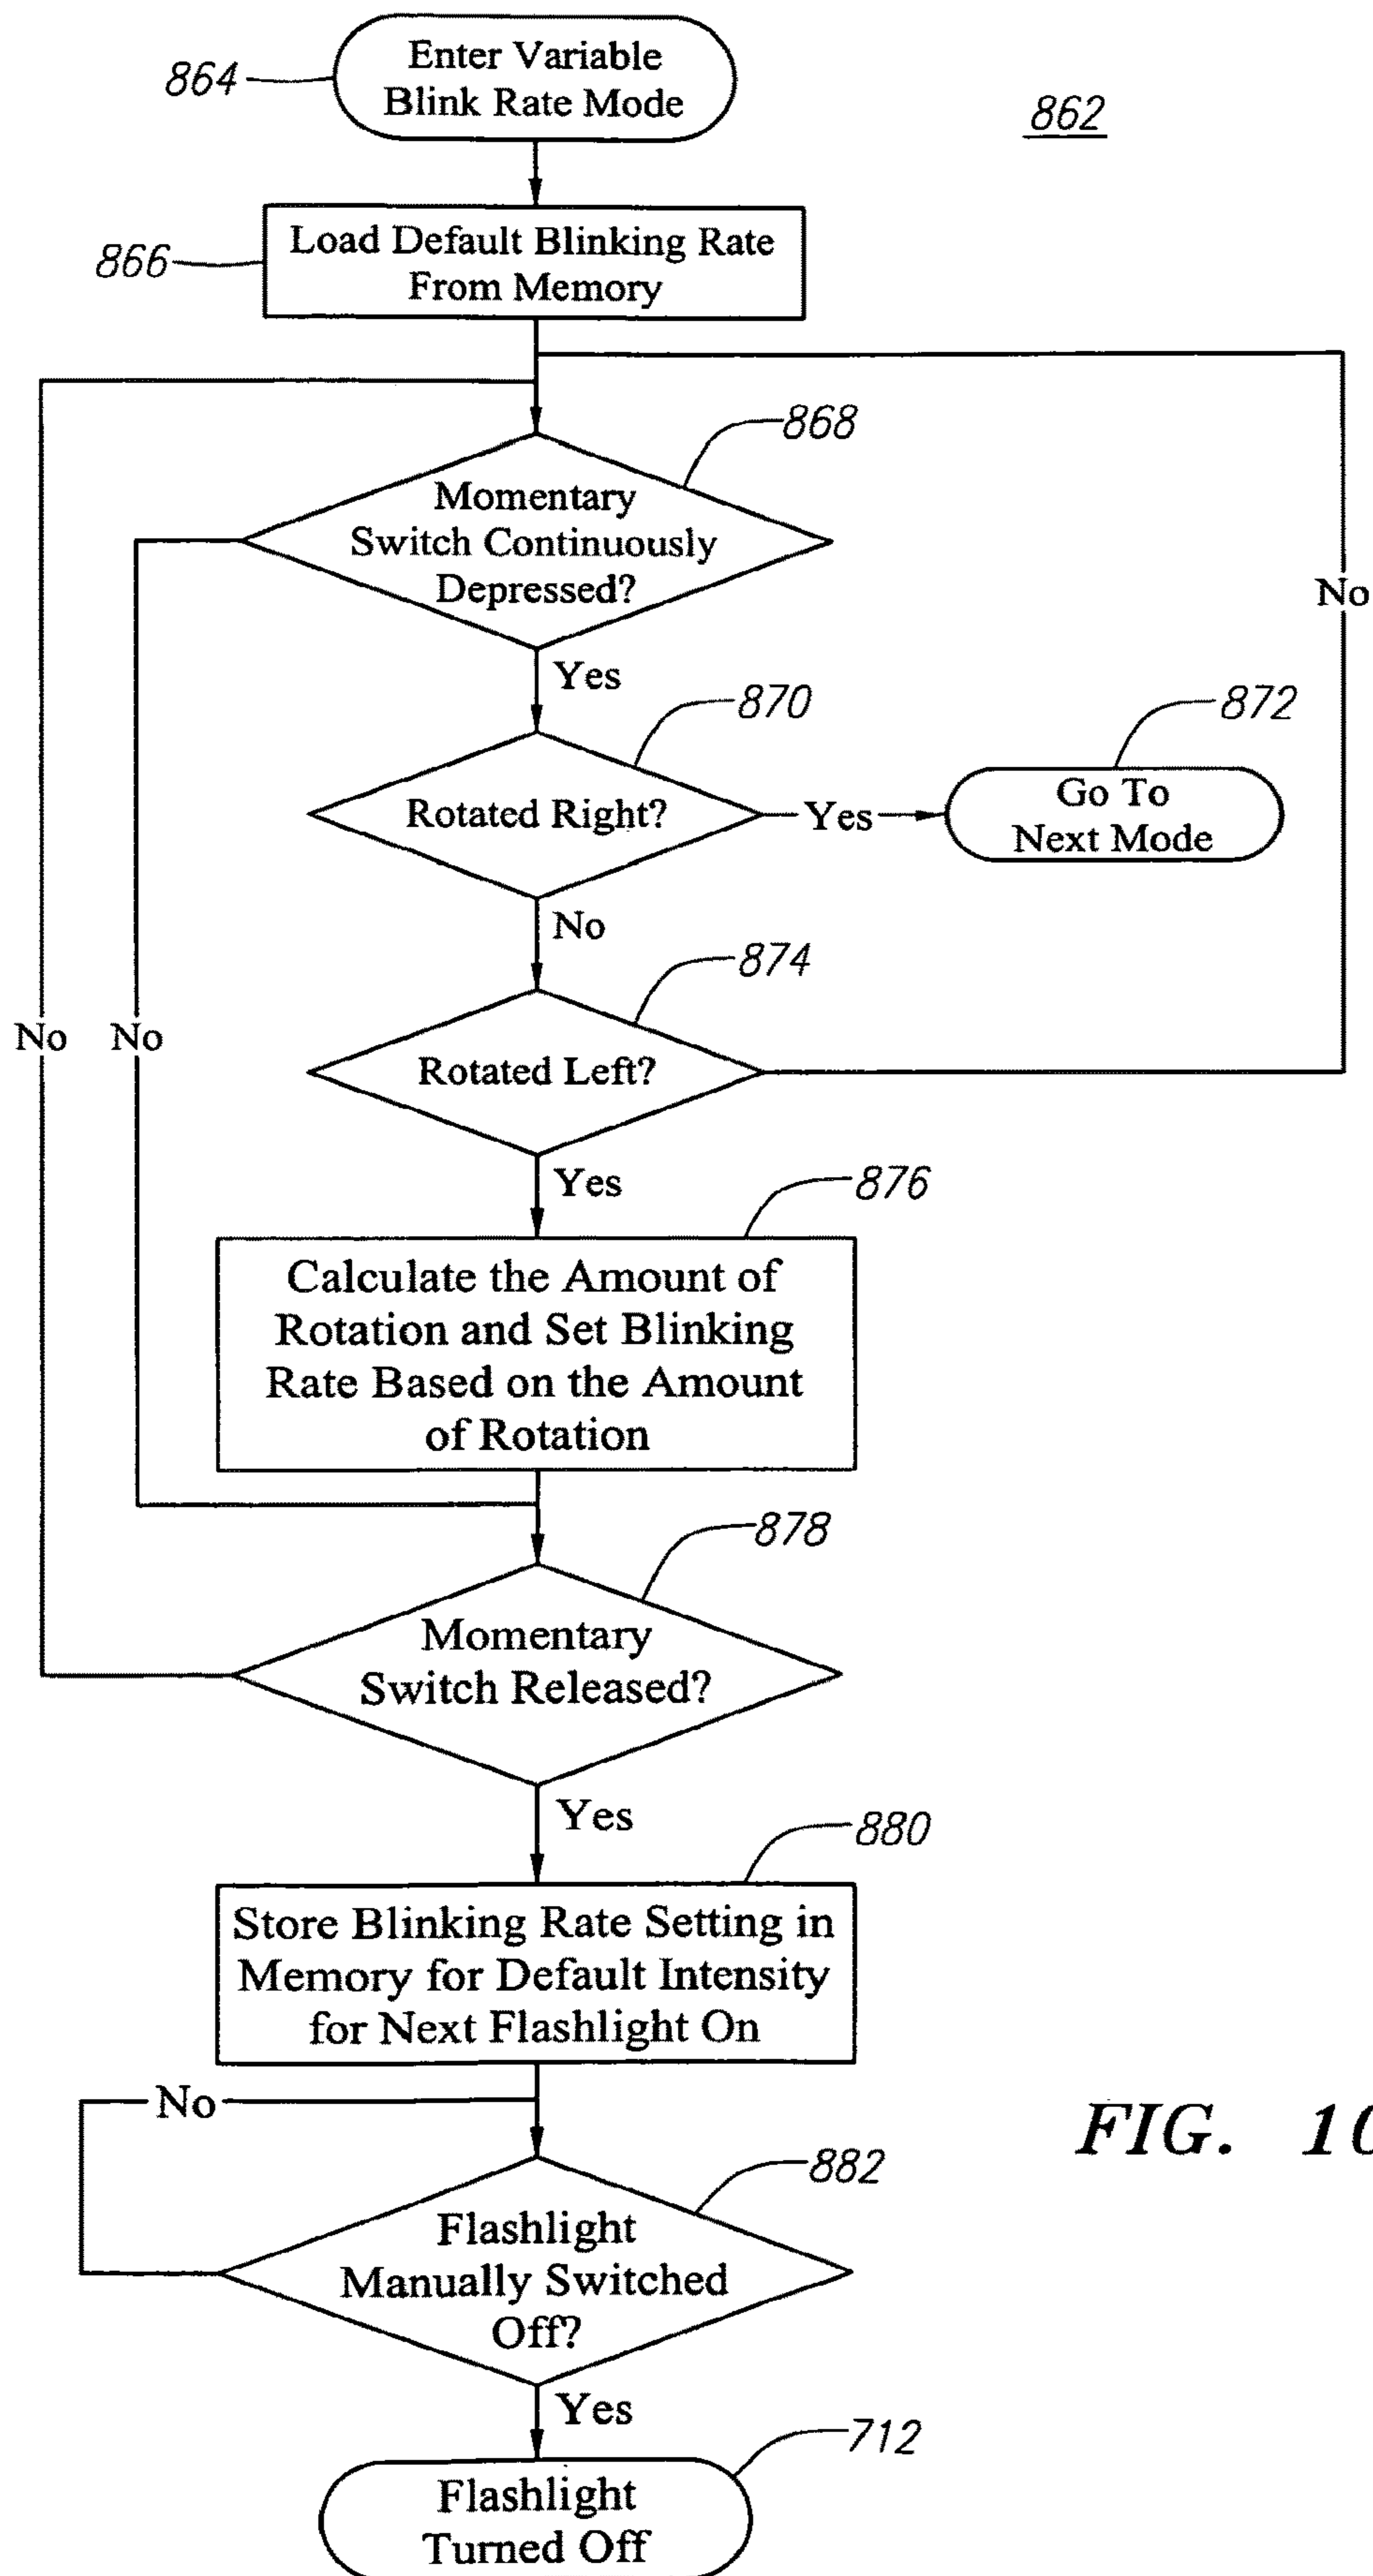 Enter Variable
Blink Rate Mode
864
862
Load Default Blinking Rate
From Memory
866
868
Momentary
Switch Continuously
Depressed?
No
Yes
870
872
Rotated Right?
Yes
Go To
Next Mode
No
874
No
No
Rotated Left?
Yes
876
Calculate the Amount of
Rotation and Set Blinking
Rate Based on the Amount
of Rotation
878
Momentary
Switch Released?
Yes
880
Store Blinking Rate Setting in
Memory for Default Intensity
for Next Flashlight On
No
FIG. 10
882
Flashlight
Manually Switched
Off?
Yes
712
Flashlight
Turned Off